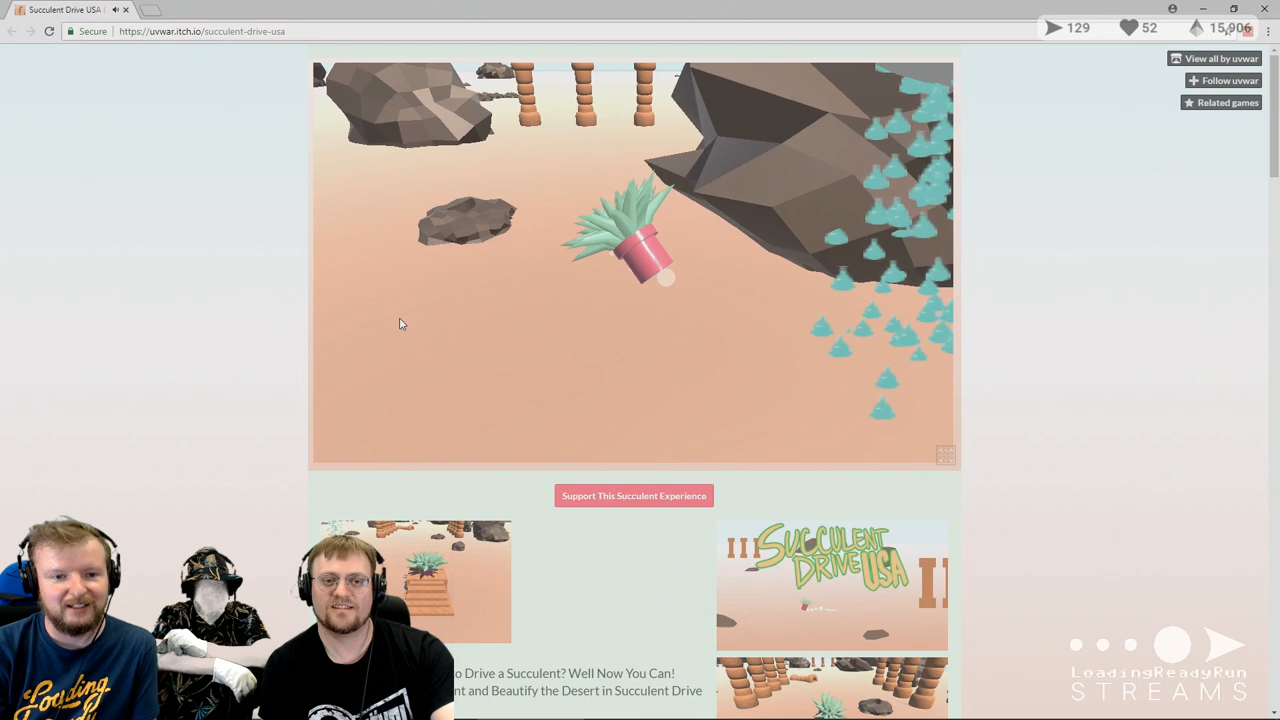 Succulent Drive USA
Secure
https://uvwar.itch.io/succulent-drive-usa
129
52
15,906
View all by uvwar
Follow uvwar
Related games
Support This Succulent Experience
SUCCULENT
DRIVE USA
o Drive a Succulent? Well Now You Can!
nt and Beautify the Desert in Succulent Drive
Loading
LoadingReadyRun
STREAMS